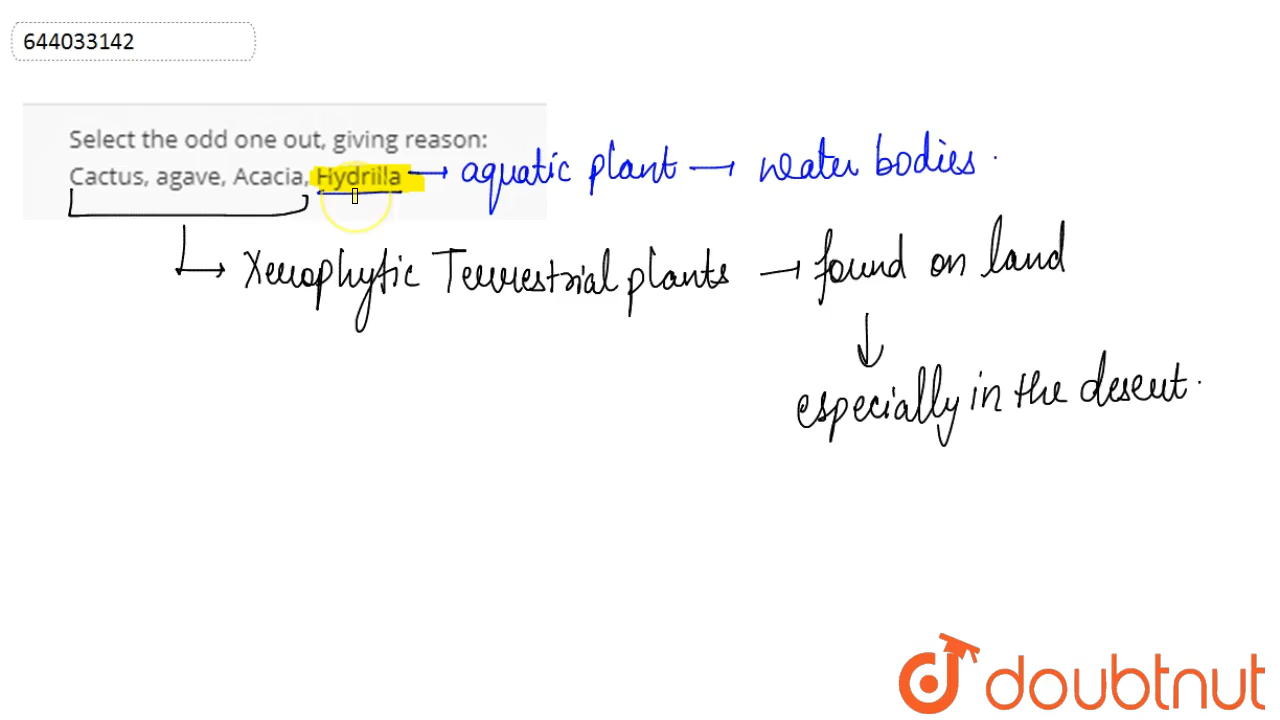 644033142
Select the odd one out, giving reason:
Cactus, agave, Acacia, Hydrilla → aquatic plant — water bodies.
→ Xerophytic Terrestrial plants → found on land
↓
especially in the desert.
doubtnut